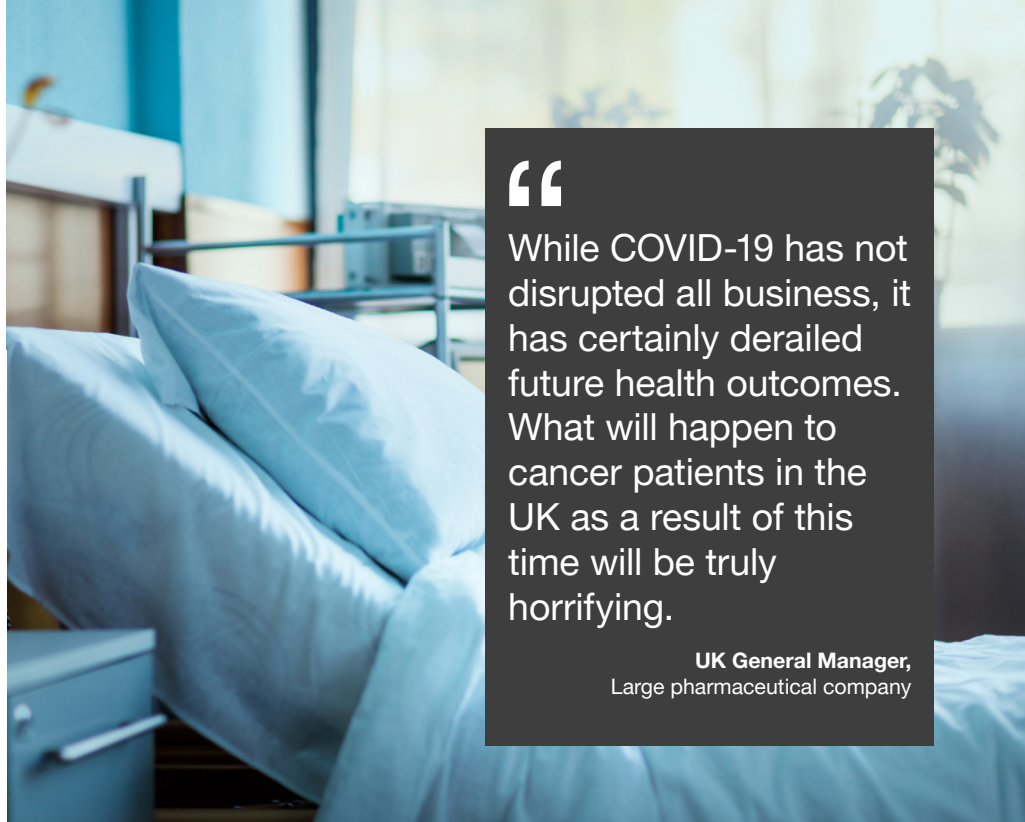 “
While COVID-19 has not
disrupted all business, it
has certainly derailed
future health outcomes.
What will happen to
cancer patients in the
UK as a result of this
time will be truly
horrifying.
UK General Manager,
Large pharmaceutical company